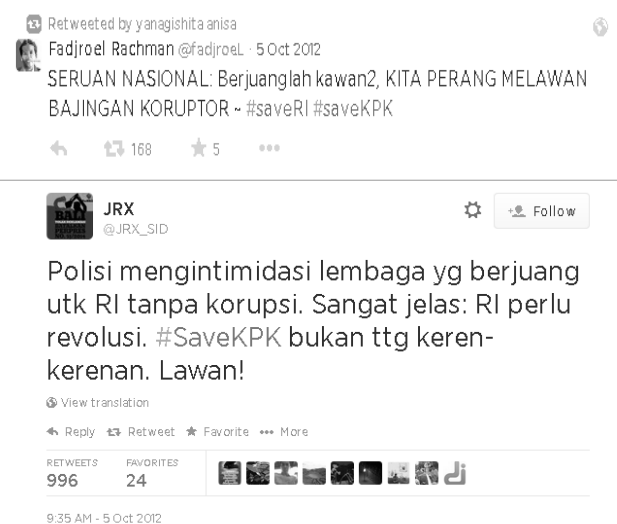 Retweeted by yanagishita anisa
Fadjroel Rachman @fadjroeL · 5 Oct 2012
SERUAN NASIONAL: Berjuanglah kawan2, KITA PERANG MELAWAN
BAJINGAN KORUPTOR ~ #saveRI #saveKPK
168 5
JRX
@JRX_SID
Follow
Polisi mengintimidasi lembaga yg berjuang
utk RI tanpa korupsi. Sangat jelas: RI perlu
revolusi. #SaveKPK bukan ttg keren-
kerenan. Lawan!
View translation
Reply Retweet Favorite More
RETWEETS FAVORITES
996 24
9:35 AM - 5 Oct 2012